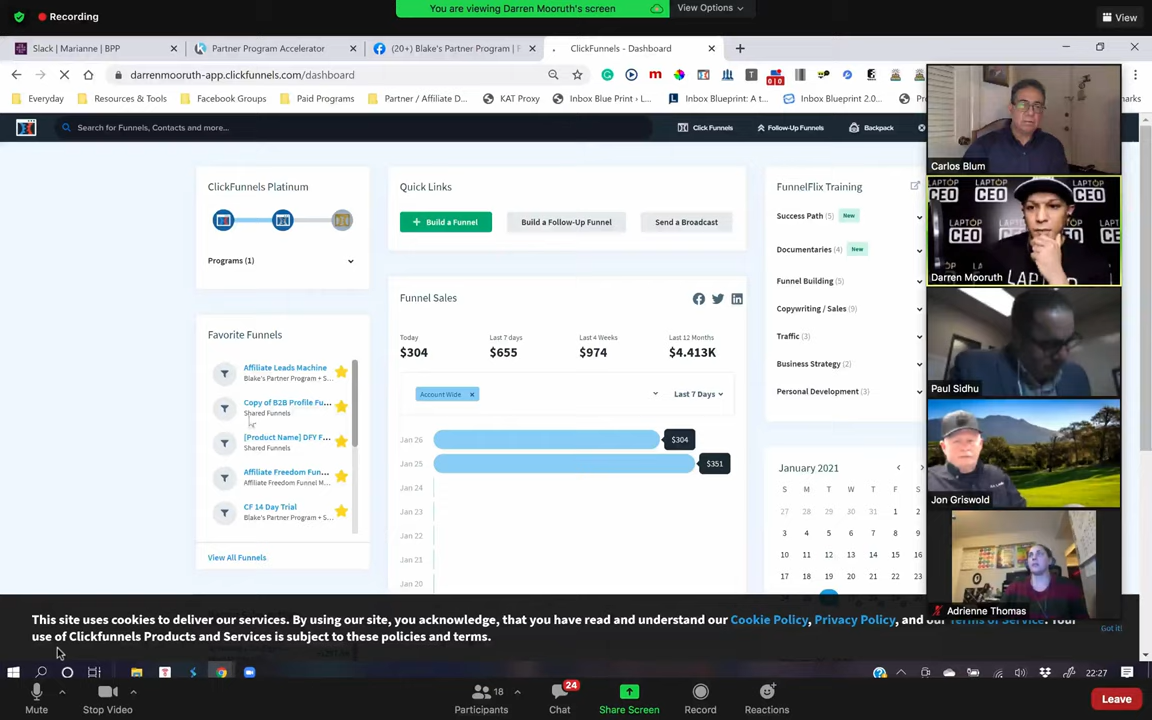 Recording
You are viewing Darren Mooruth's screen
View Options
View
Slack | Marianne | BPP
Partner Program Accelerator
(20+) Blake's Partner Program |
ClickFunnels - Dashboard
darrenmooruth-app.clickfunnels.com/dashboard
Everyday
Resources & Tools
Facebook Groups
Paid Programs
Partner / Affiliate D...
KAT Proxy
Inbox Blue Print › L...
Inbox Blueprint: A t...
Inbox Blueprint 2.0...
Search for Funnels, Contacts and more...
Click Funnels
Follow-Up Funnels
Backpack
ClickFunnels Platinum
Programs (1)
Quick Links
+ Build a Funnel
Build a Follow-Up Funnel
Send a Broadcast
FunnelFlix Training
Success Path (5) New
Documentaries (4) New
Funnel Building (5)
Copywriting / Sales (9)
Traffic (3)
Business Strategy (2)
Personal Development (3)
Favorite Funnels
Affiliate Leads Machine
Blake's Partner Program + S...
Copy of B2B Profile Fu...
Shared Funnels
[Product Name] DFY F...
Shared Funnels
Affiliate Freedom Fun...
Affiliate Freedom Funnel M...
CF 14 Day Trial
Blake's Partner Program + S...
View All Funnels
Funnel Sales
Today
$304
Last 7 days
$655
Last 4 Weeks
$974
Last 12 Months
$4.413K
Account Wide ×
Last 7 Days
Jan 26
$304
Jan 25
$351
Jan 24
Jan 23
Jan 22
Jan 21
Jan 20
January 2021
S M T W T F S
27 28 29 30 31 1 2
3 4 5 6 7 8 9
10 11 12 13 14 15 16
17 18 19 20 21 22 23
Carlos Blum
LAPTOP
CEO
Darren Mooruth
Paul Sidhu
Jon Griswold
Adrienne Thomas
This site uses cookies to deliver our services. By using our site, you acknowledge, that you have read and understand our Cookie Policy, Privacy Policy, and our Terms of Service. Your
use of Clickfunnels Products and Services is subject to these policies and terms.
Got it!
22:27
Mute
Stop Video
18
Participants
24
Chat
Share Screen
Record
Reactions
Leave